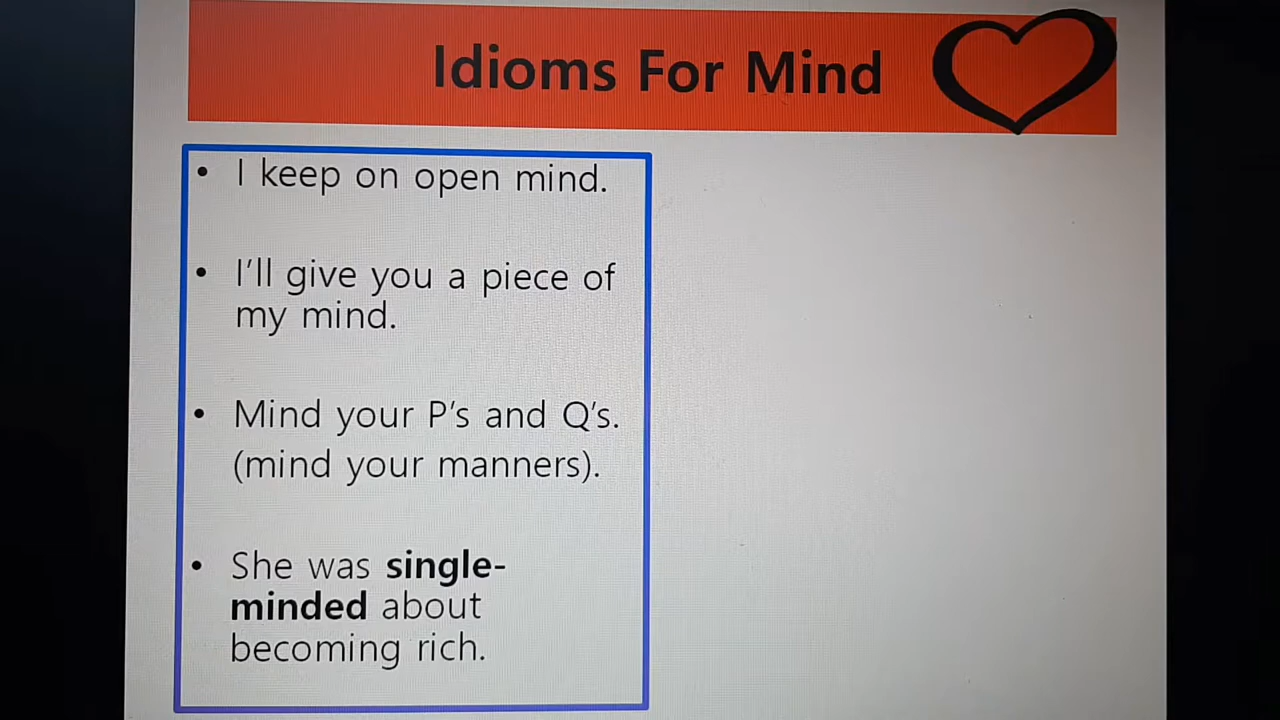 Idioms For Mind
• I keep on open mind.
• I'll give you a piece of
my mind.
• Mind your P's and Q's.
(mind your manners).
• She was single-
minded about
becoming rich.